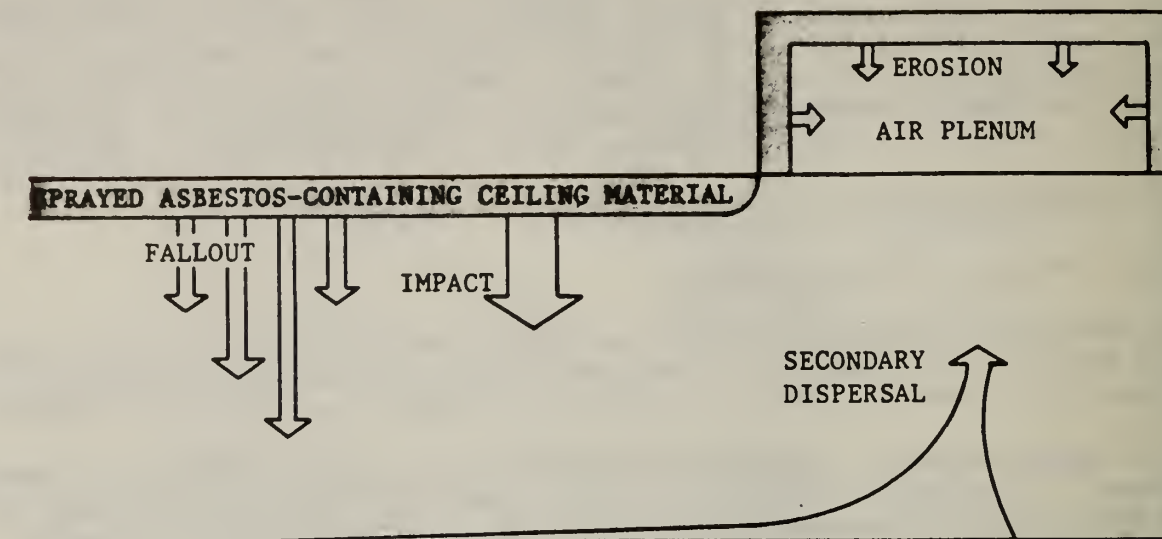 EROSION
AIR PLENUM
SPRAYED ASBESTOS-CONTAINING CEILING MATERIAL
FALLOUT
IMPACT
SECONDARY
DISPERSAL